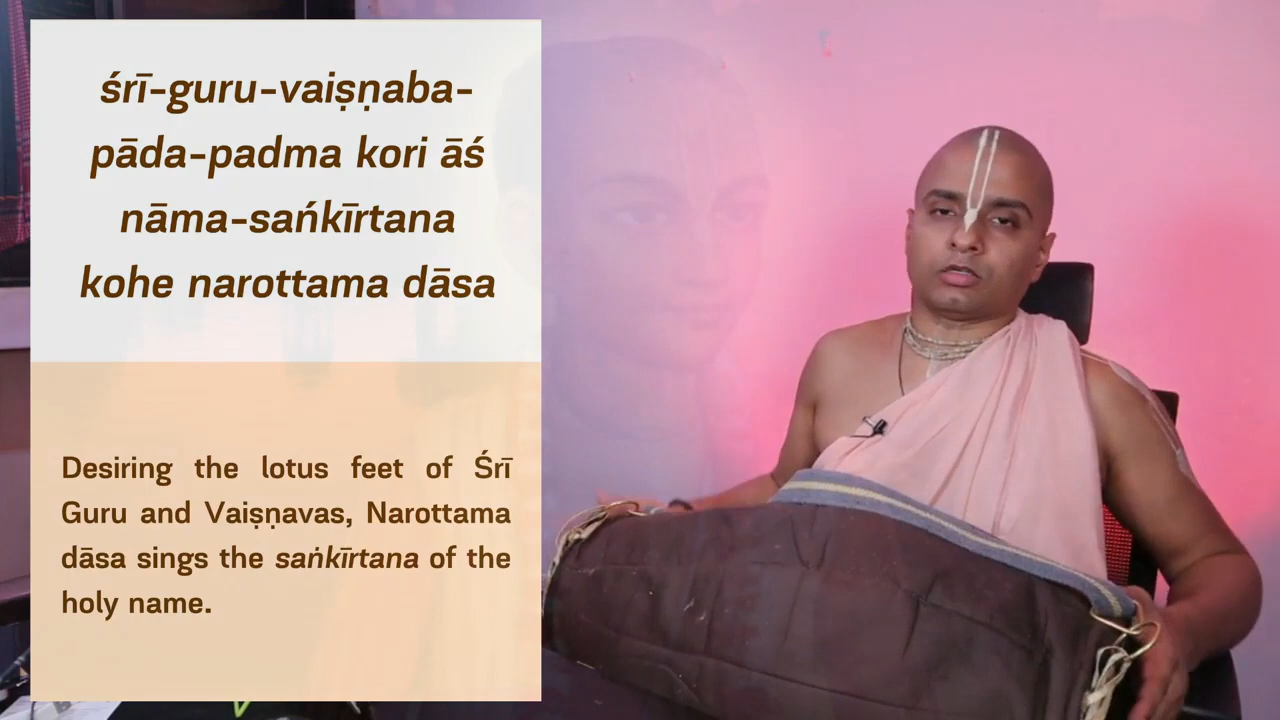 śrī-guru-vaiṣṇaba-
pāda-padma kori āś
nāma-sańkīrtana
kohe narottama dāsa
Desiring the lotus feet of Śrī
Guru and Vaiṣṇavas, Narottama
dāsa sings the saṅkīrtana of the
holy name.